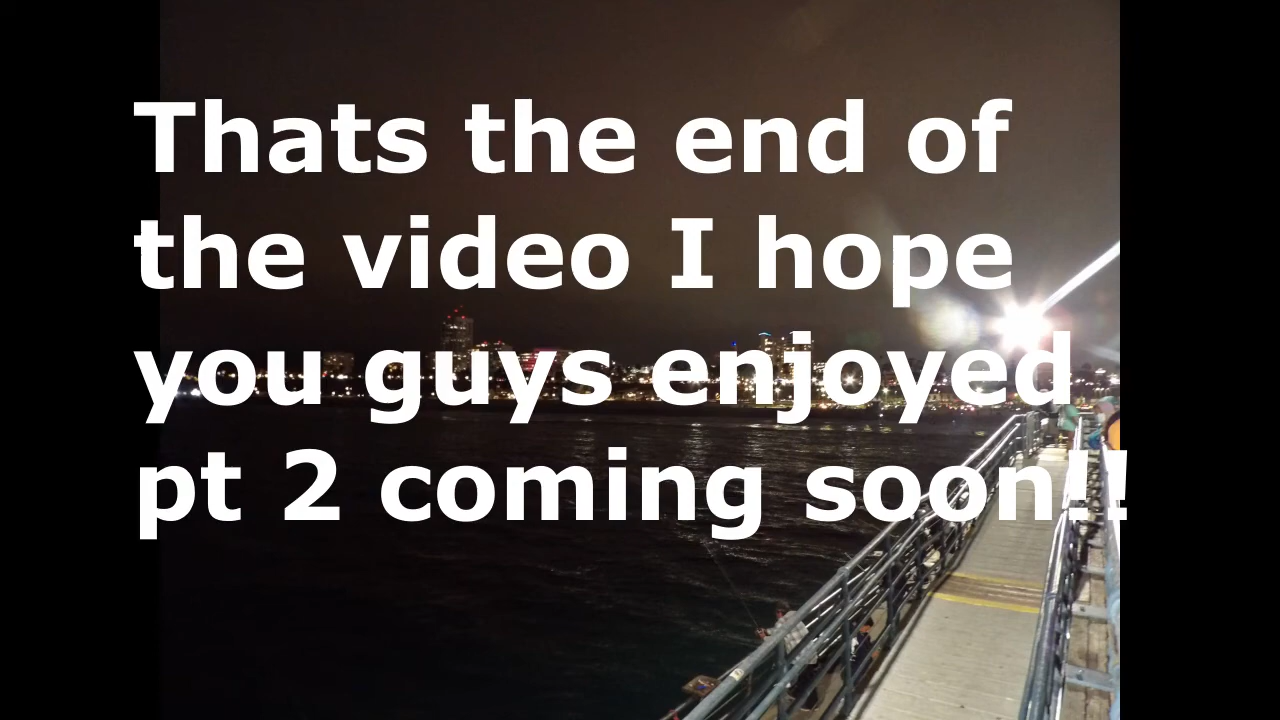 Thats the end of
the video I hope
you guys enjoyed
pt 2 coming soon!!